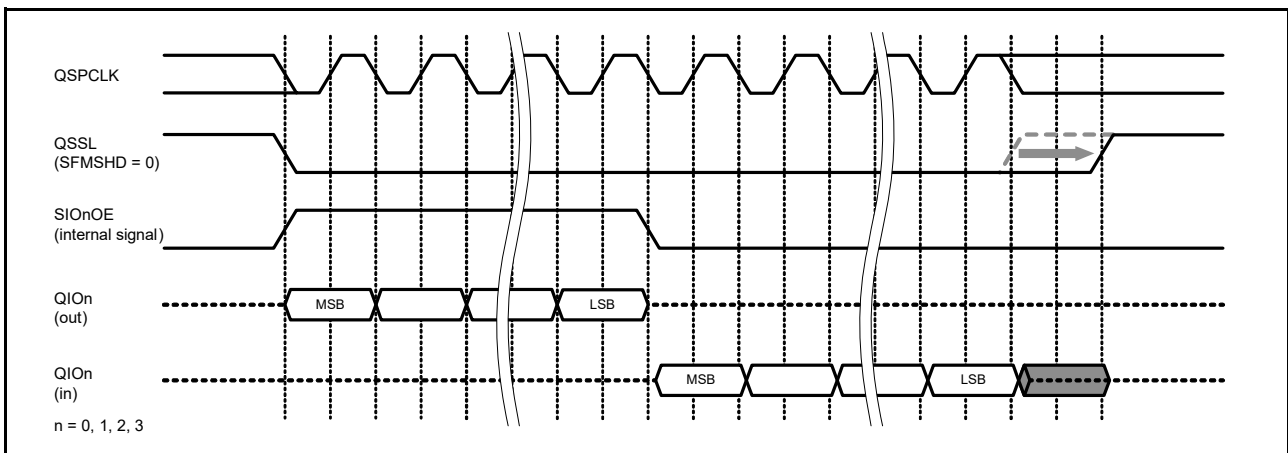 QSPCLK
QSSL
(SFMSHD = 0)
SIOnOE
(internal signal)
QIOn
(out)
MSB
LSB
QIOn
(in)
MSB
LSB
n = 0, 1, 2, 3